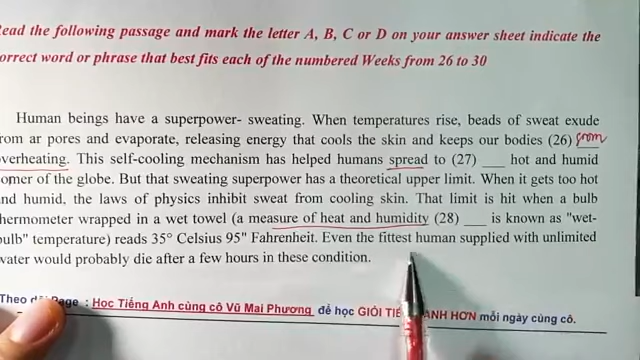 ead the following passage and mark the letter A, B, C or D on your answer sheet indicate the
orrect word or phrase that best fits each of the numbered Weeks from 26 to 30
Human beings have a superpower- sweating. When temperatures rise, beads of sweat exude
rom ar pores and evaporate, releasing energy that cools the skin and keeps our bodies (26) from
verheating. This self-cooling mechanism has helped humans spread to (27) ___ hot and humid
orner of the globe. But that sweating superpower has a theoretical upper limit. When it gets too hot
nd humid, the laws of physics inhibit sweat from cooling skin. That limit is hit when a bulb
hermometer wrapped in a wet towel (a measure of heat and humidity (28) ___ is known as "wet-
ulb" temperature) reads 35° Celsius 95" Fahrenheit. Even the fittest human supplied with unlimited
water would probably die after a few hours in these condition.
Theo Page : Học Tiếng Anh cùng cô Vũ Mai Phương để học GIỎI ANH HƠN mỗi ngày cùng cô.